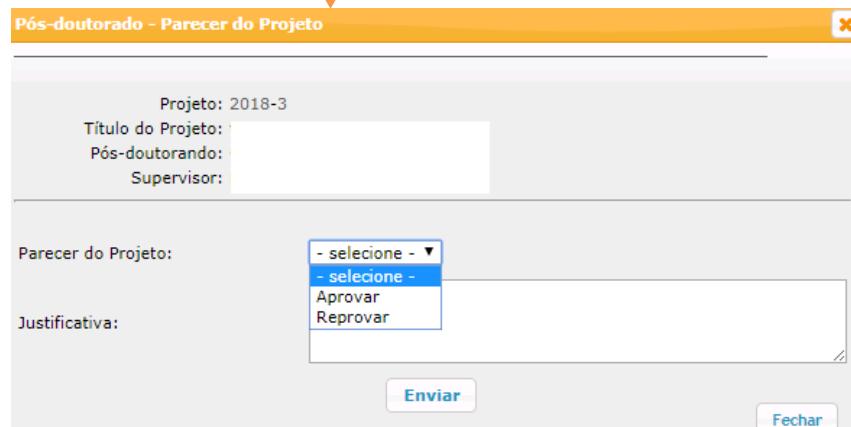 Pós-doutorado - Parecer do Projeto
Projeto: 2018-3
Título do Projeto:
Pós-doutorando:
Supervisor:
Parecer do Projeto:
- selecione -
- selecione -
Aprovar
Reprovar
Justificativa:
Enviar
Fechar